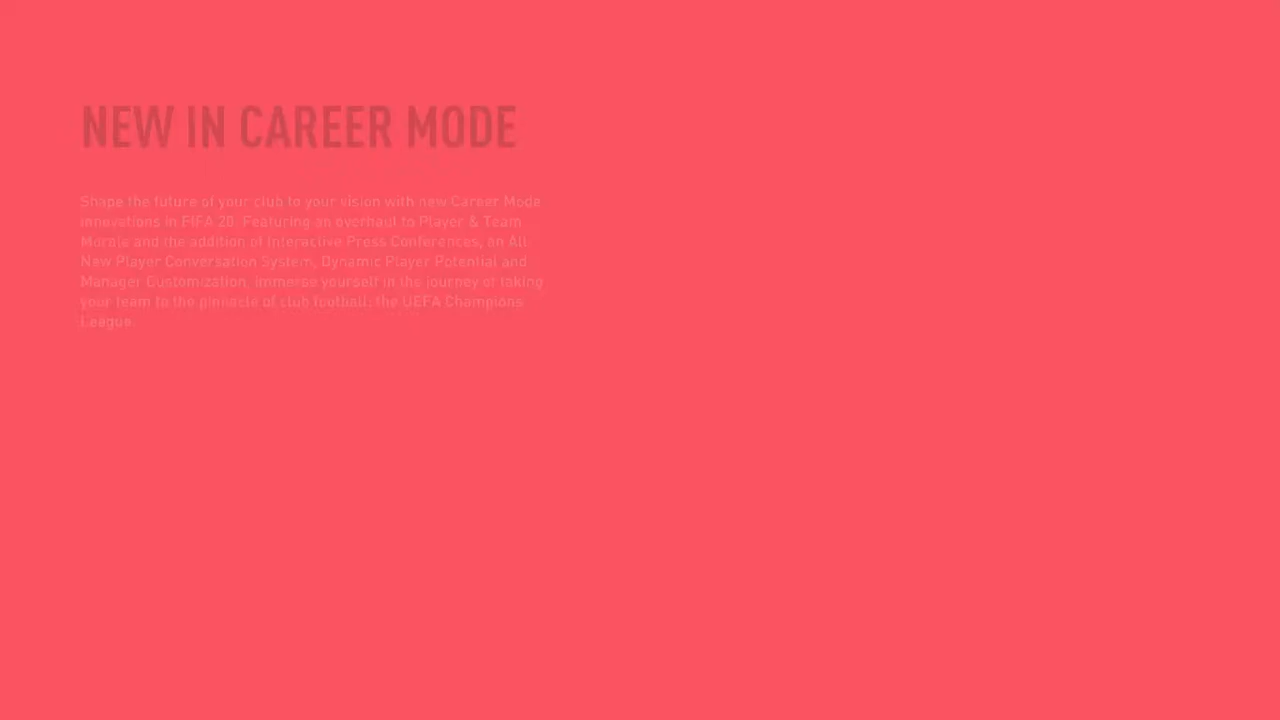 NEW IN CAREER MODE
Shape the future of your club to your vision with new Career Mode
innovations in FIFA 20. Featuring an overhaul to Player & Team
Morale and the addition of Interactive Press Conferences, an All
New Player Conversation System, Dynamic Player Potential and
Manager Customization, immerse yourself in the journey of taking
your team to the pinnacle of club football: the UEFA Champions
League.